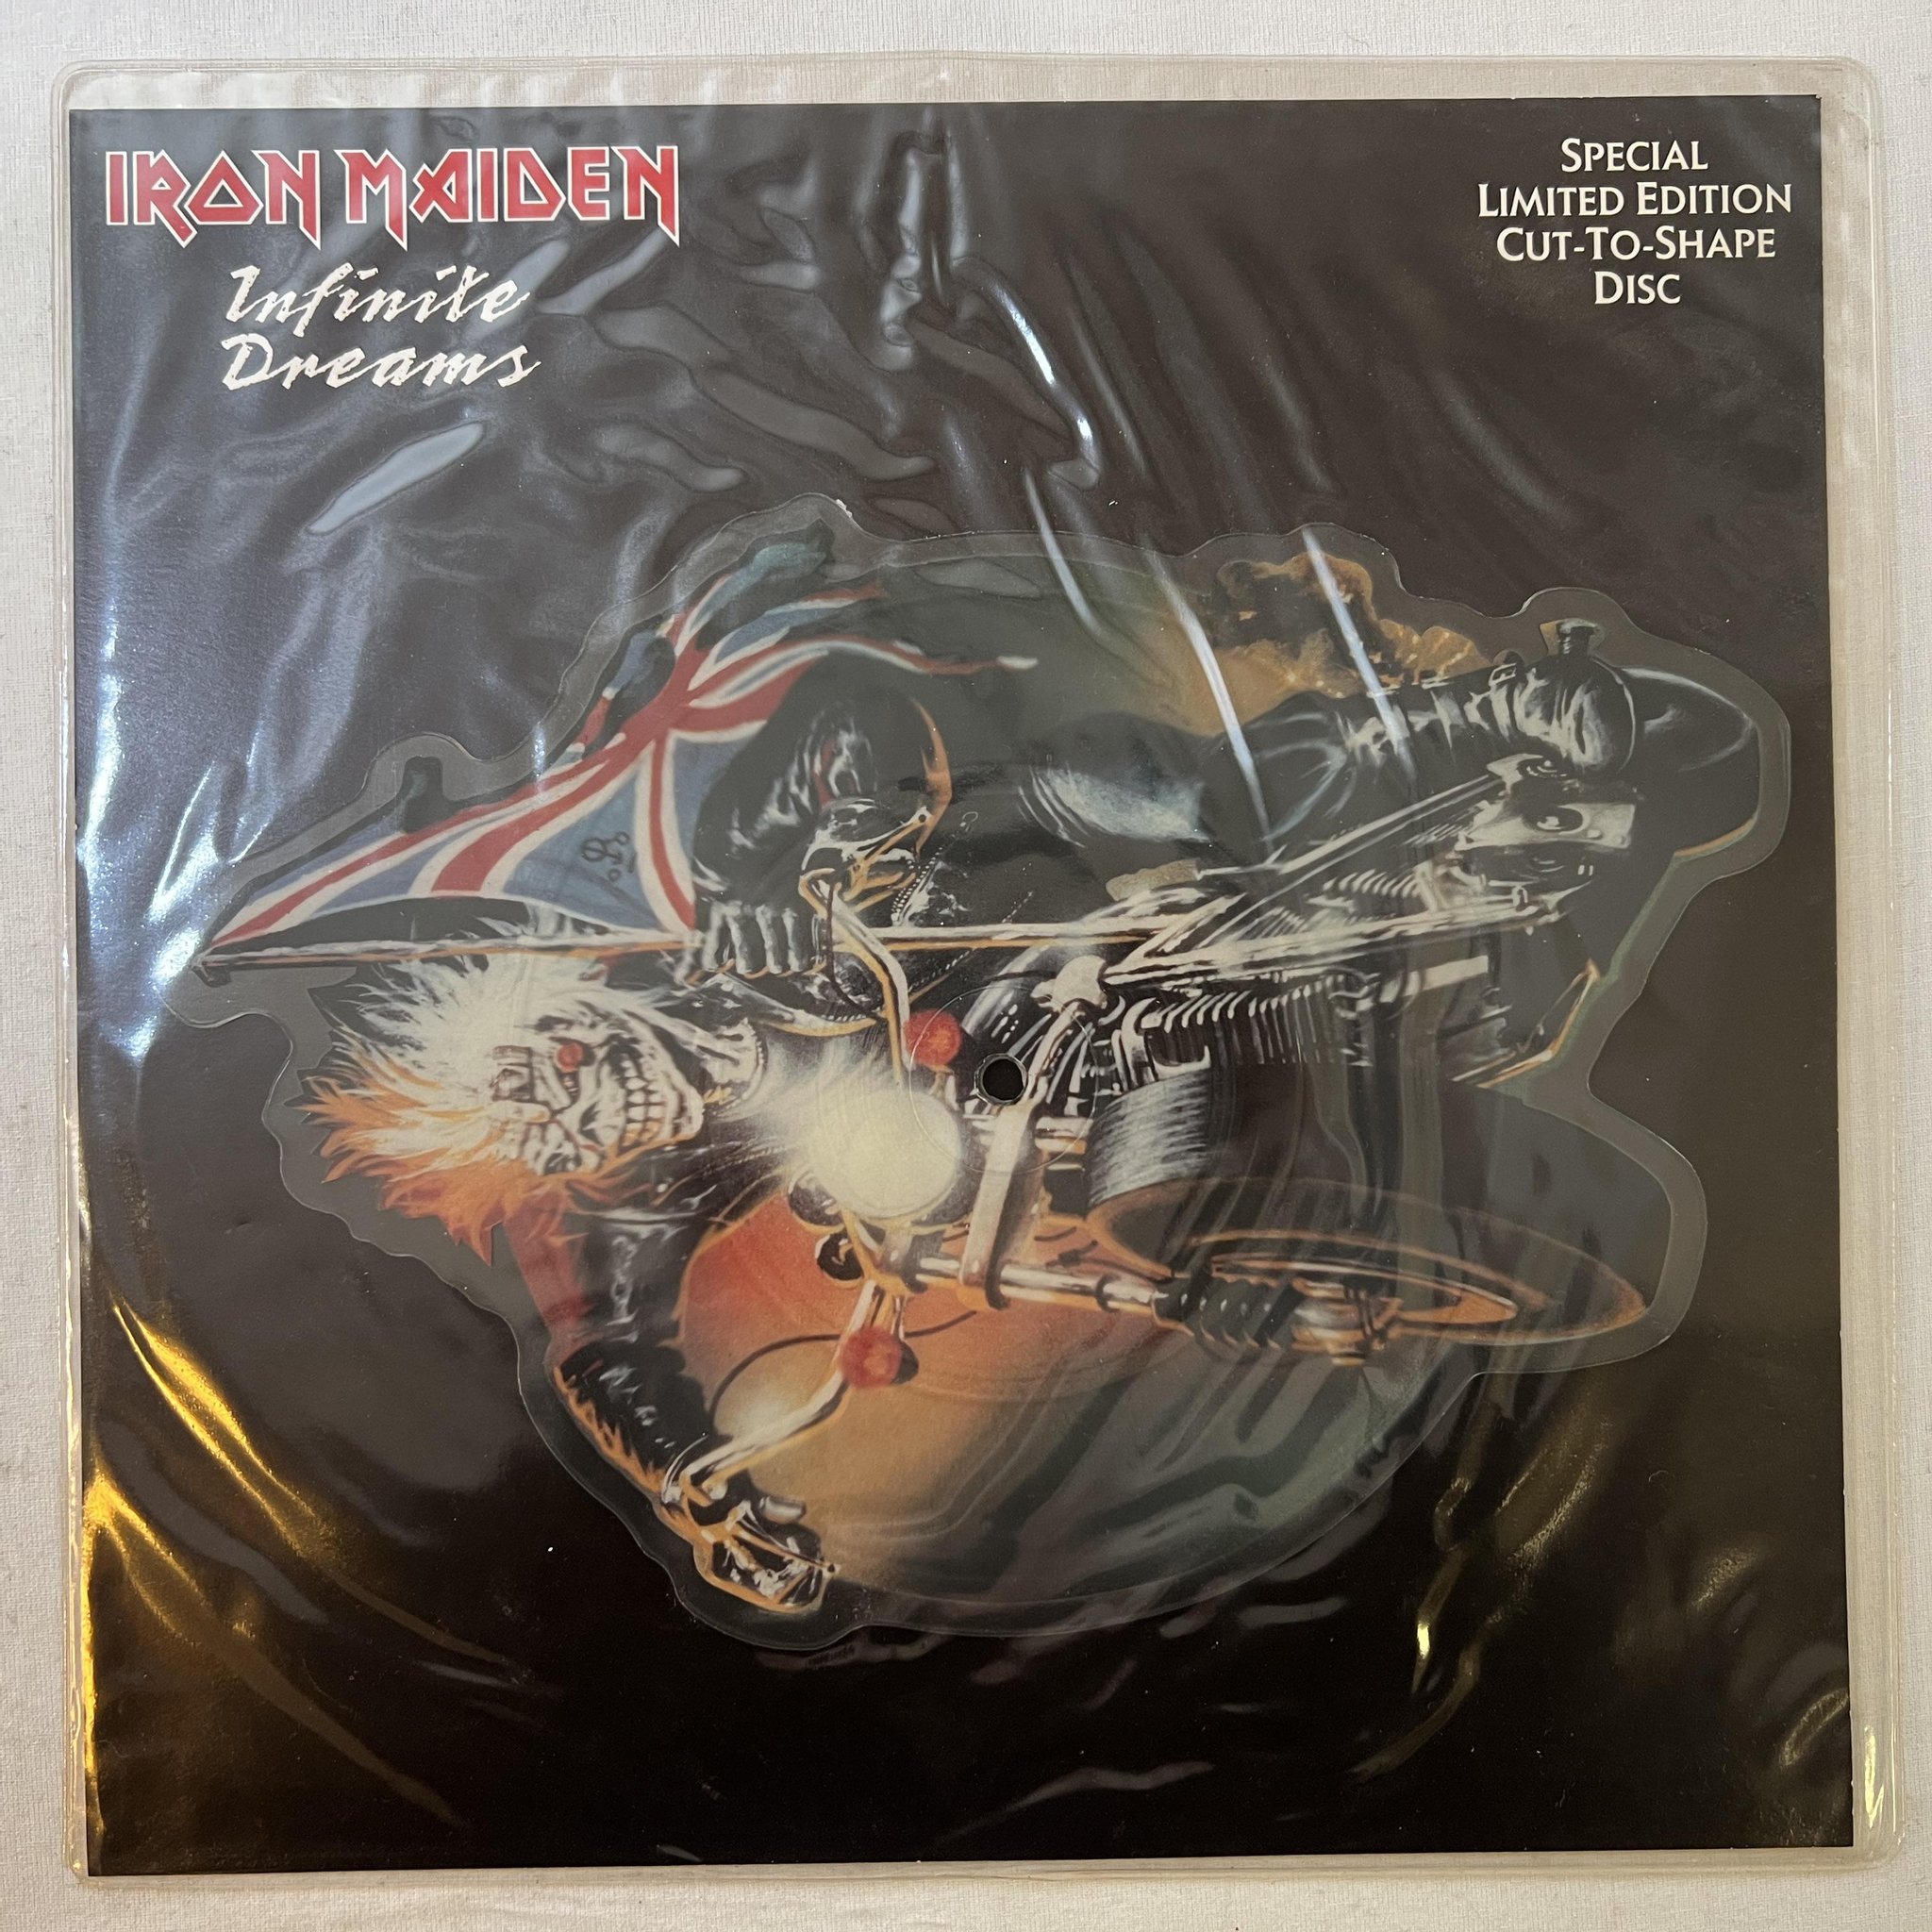 IRON MAIDEN
Infinite
Dreams
SPECIAL
LIMITED EDITION
CUT-TO-SHAPE
DISC